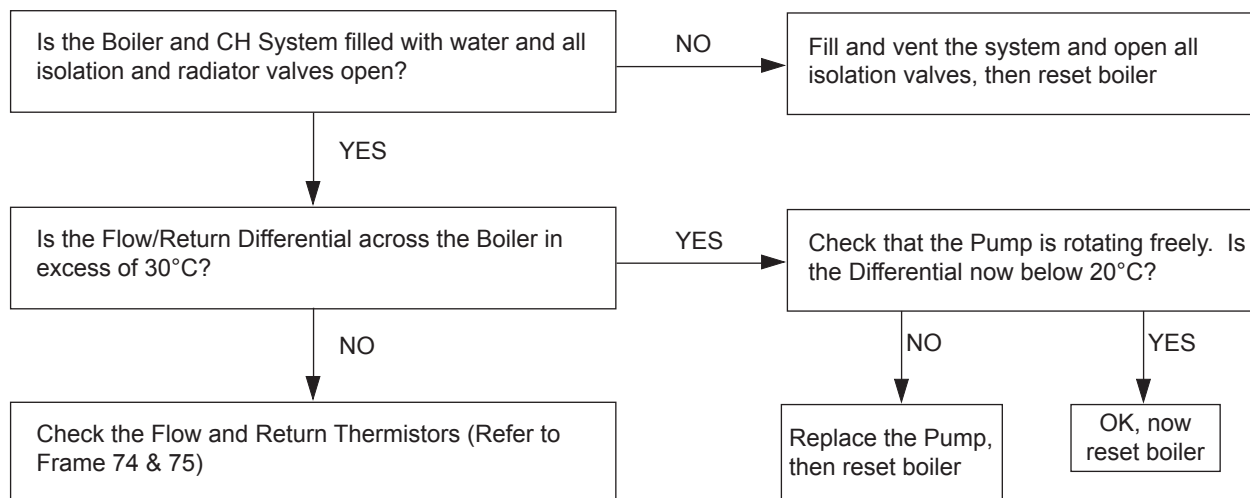 Is the Boiler and CH System filled with water and all
isolation and radiator valves open?
NO
Fill and vent the system and open all
isolation valves, then reset boiler
YES
Is the Flow/Return Differential across the Boiler in
excess of 30°C?
YES
Check that the Pump is rotating freely.  Is
the Differential now below 20°C?
NO
NO
YES
Check the Flow and Return Thermistors (Refer to
Frame 74 & 75)
Replace the Pump,
then reset boiler
OK, now
reset boiler